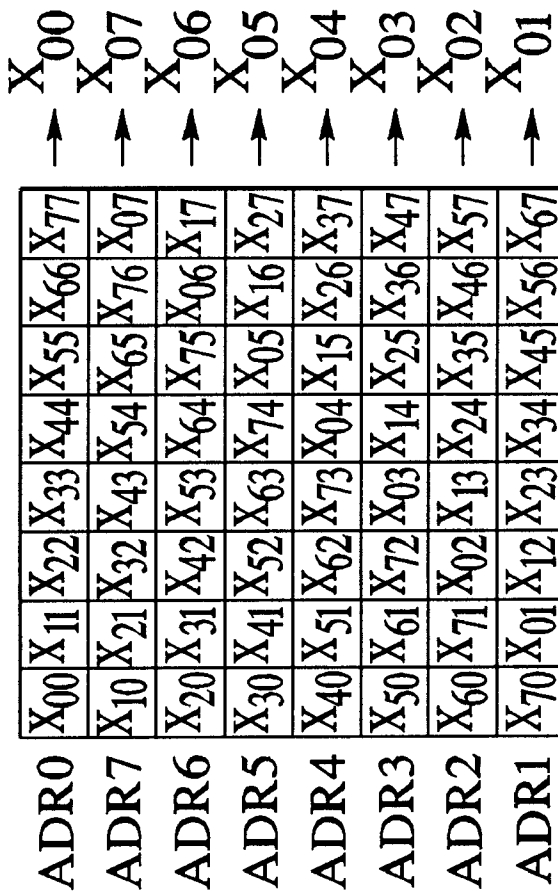 ADR0 X00 X11 X22 X33 X44 X55 X66 X77 → X00
ADR7 X10 X21 X32 X43 X54 X65 X76 X07 → X07
ADR6 X20 X31 X42 X53 X64 X75 X06 X17 → X06
ADR5 X30 X41 X52 X63 X74 X05 X16 X27 → X05
ADR4 X40 X51 X62 X73 X04 X15 X26 X37 → X04
ADR3 X50 X61 X72 X03 X14 X25 X36 X47 → X03
ADR2 X60 X71 X02 X13 X24 X35 X46 X57 → X02
ADR1 X70 X01 X12 X23 X34 X45 X56 X67 → X01